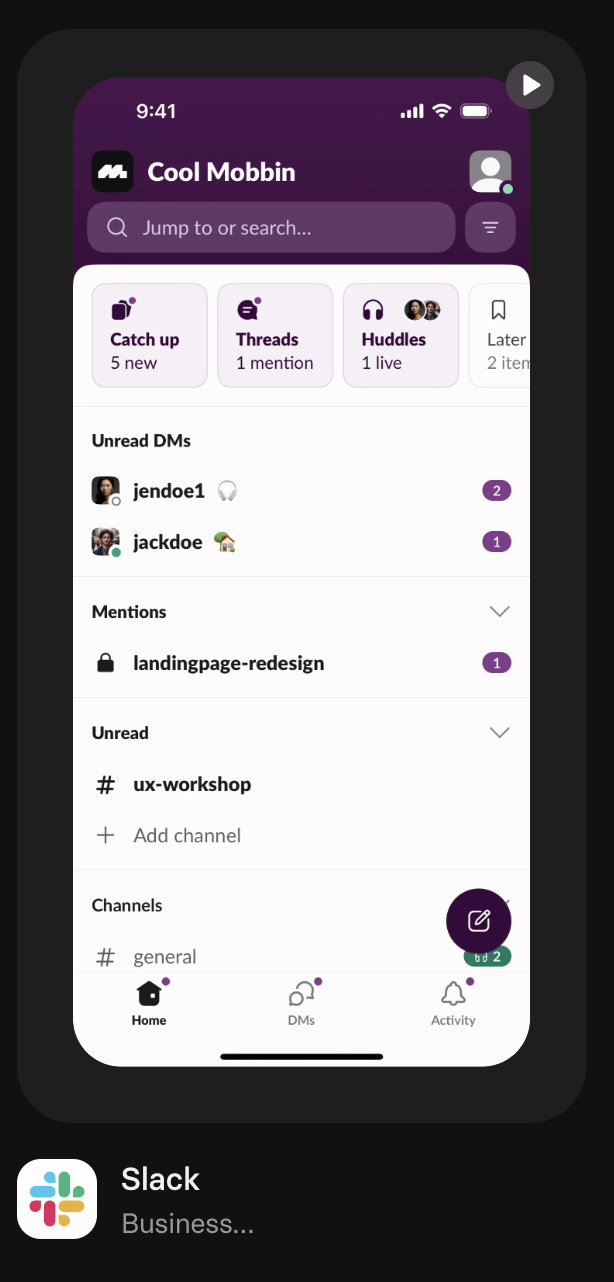 9:41
Cool Mobbin
Jump to or search...
Catch up
5 new
Threads
1 mention
Huddles
1 live
Later
2 item
Unread DMs
jendoe1
2
jackdoe
1
Mentions
landingpage-redesign
1
Unread
# ux-workshop
+ Add channel
Channels
# general
2
Home
DMs
Activity
Slack
Business...